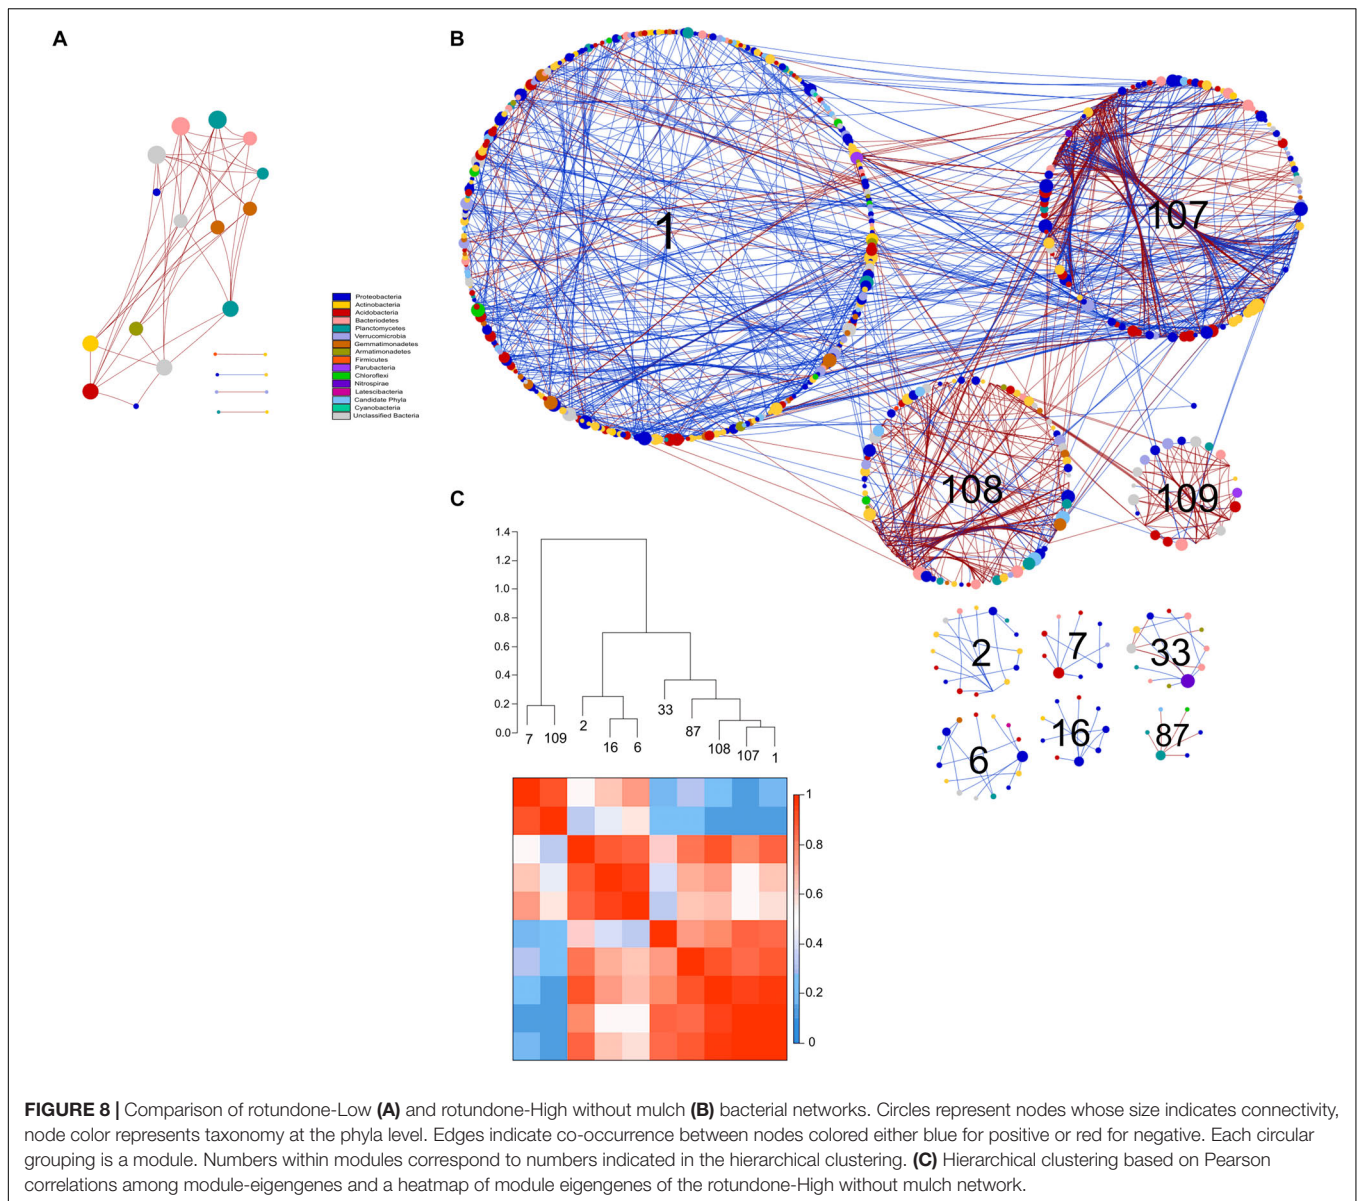 A
B
1
107
Proteobacteria
Actinobacteria
Acidobacteria
Bacteriodetes
Planctomycetes
Verrucomicrobia
Gemmatimonadetes
Armatimonadetes
Firmicutes
Parubacteria
Chloroflexi
Nitrospirae
Latescibacteria
Candidate Phyla
Cyanobacteria
Unclassified Bacteria
108
109
2
7
33
6
16
87
C
1.4
1.2
1.0
0.8
0.6
0.4
0.2
0.0
7 109 2 16 6 33 87 108 107 1
1
0.8
0.6
0.4
0.2
0
FIGURE 8 | Comparison of rotundone-Low (A) and rotundone-High without mulch (B) bacterial networks. Circles represent nodes whose size indicates connectivity,
node color represents taxonomy at the phyla level. Edges indicate co-occurrence between nodes colored either blue for positive or red for negative. Each circular
grouping is a module. Numbers within modules correspond to numbers indicated in the hierarchical clustering. (C) Hierarchical clustering based on Pearson
correlations among module-eigengenes and a heatmap of module eigengenes of the rotundone-High without mulch network.